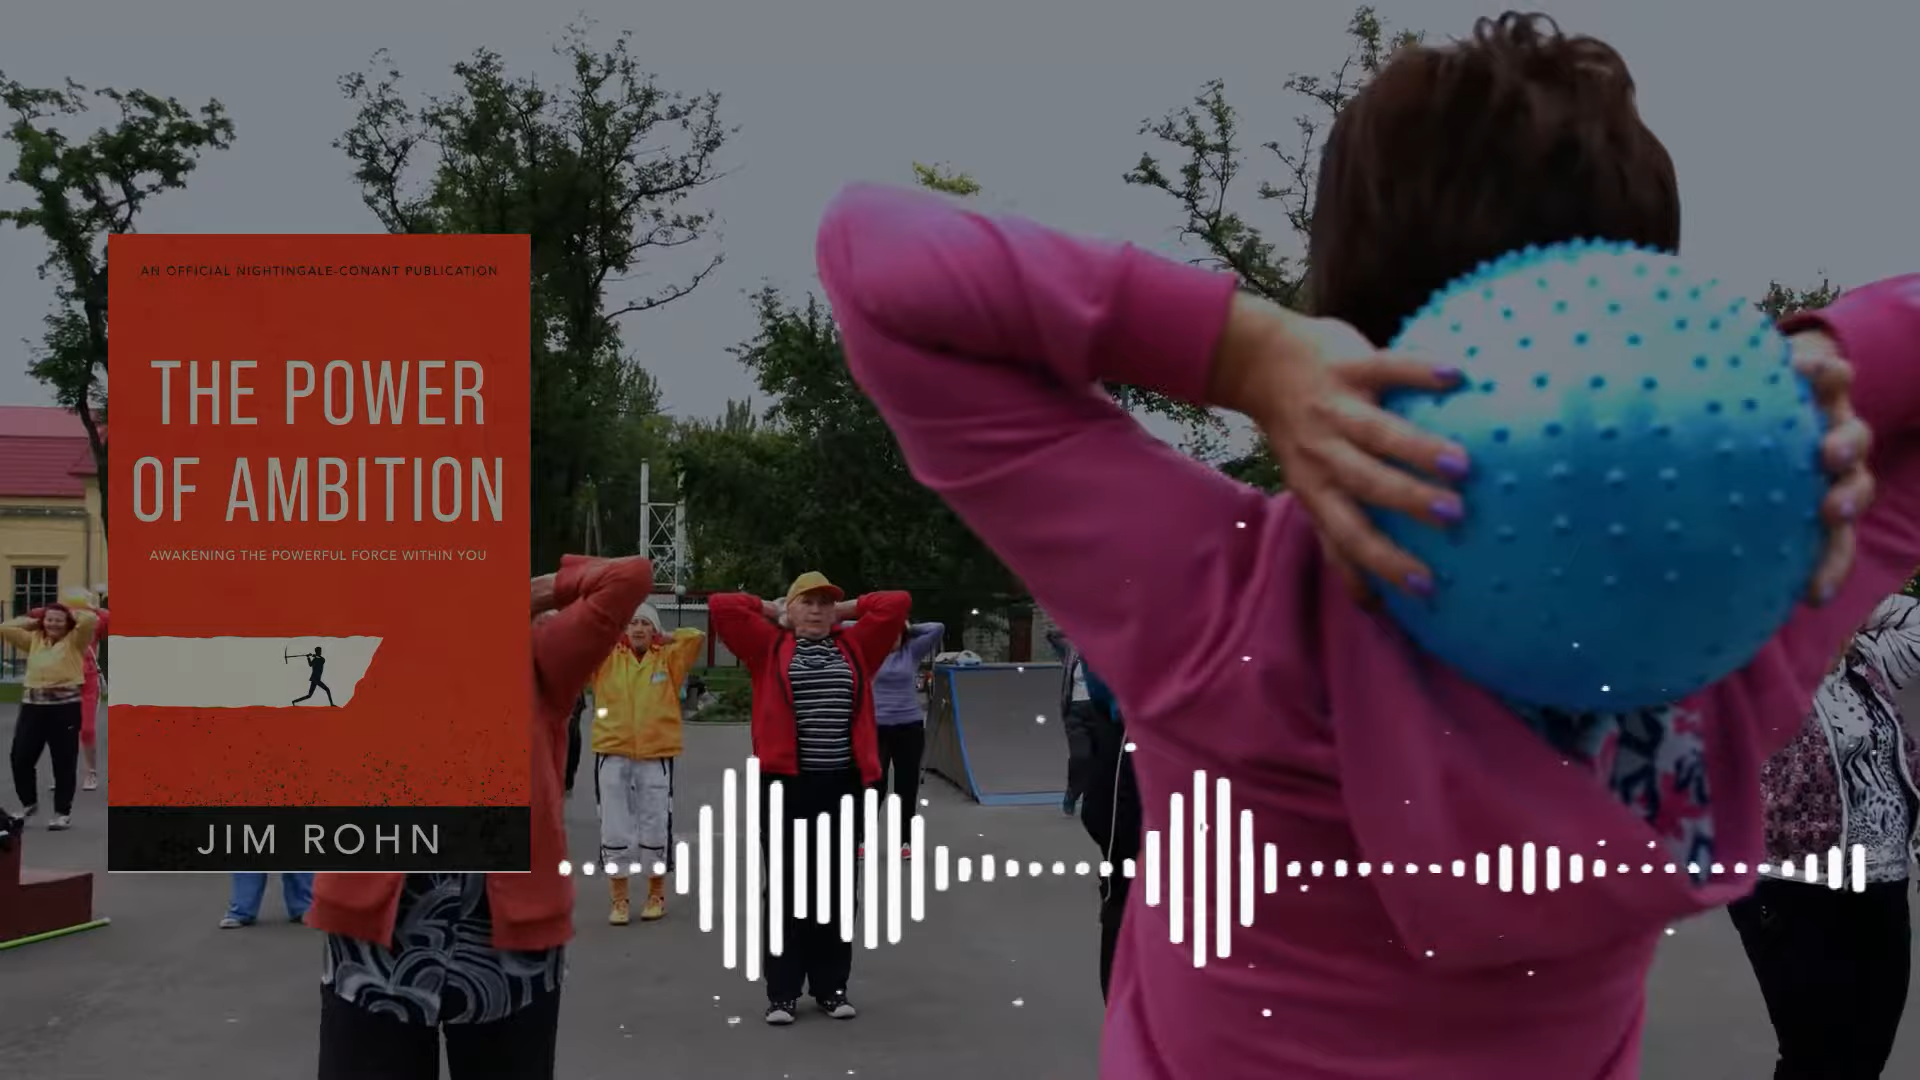 AN OFFICIAL NIGHTINGALE-CONANT PUBLICATION
THE POWER
OF AMBITION
AWAKENING THE POWERFUL FORCE WITHIN YOU
JIM ROHN